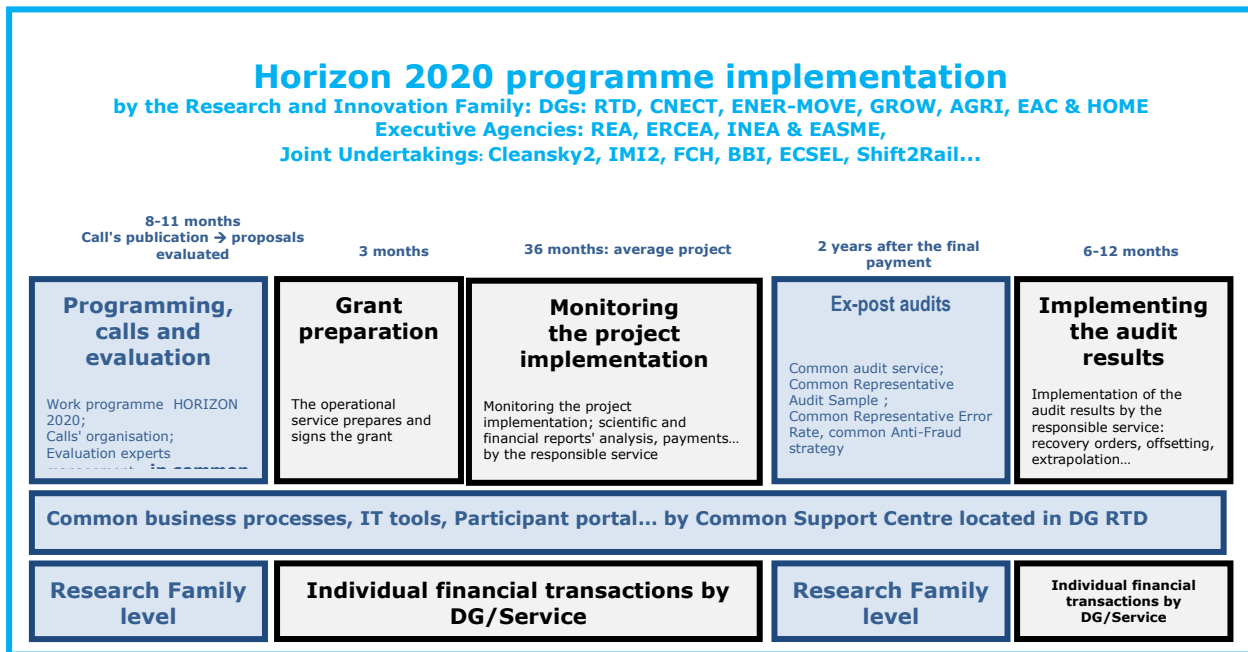 Horizon 2020 programme implementation
by the Research and Innovation Family: DGs: RTD, CNECT, ENER-MOVE, GROW, AGRI, EAC & HOME
Executive Agencies: REA, ERCEA, INEA & EASME,
Joint Undertakings: Cleansky2, IMI2, FCH, BBI, ECSEL, Shift2Rail...
8-11 months
Call's publication → proposals
evaluated
3 months
36 months: average project
2 years after the final
payment
6-12 months
Programming,
calls and
evaluation
Work programme HORIZON
2020;
Calls' organisation;
Evaluation experts
in common
Grant
preparation
The operational
service prepares and
signs the grant
Monitoring
the project
implementation
Monitoring the project
implementation; scientific and
financial reports' analysis, payments…
by the responsible service
Ex-post audits
Common audit service;
Common Representative
Audit Sample ;
Common Representative Error
Rate, common Anti-Fraud
strategy
Implementing
the audit
results
Implementation of the
audit results by the
responsible service:
recovery orders, offsetting,
extrapolation…
Common business processes, IT tools, Participant portal... by Common Support Centre located in DG RTD
Research Family
level
Individual financial transactions by
DG/Service
Research Family
level
Individual financial
transactions by
DG/Service